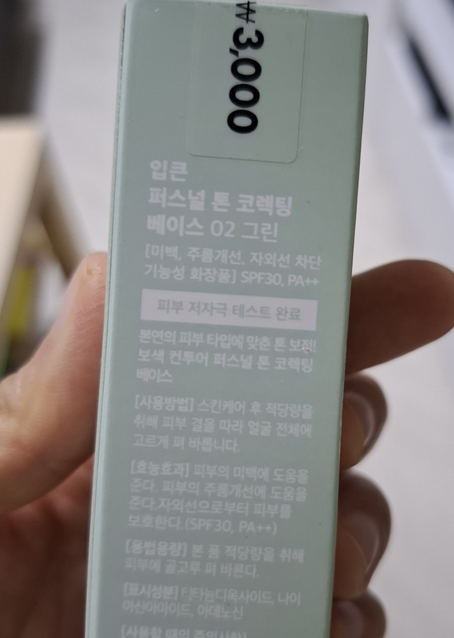 ₩3,000
입큰
퍼스널 톤 코렉팅
베이스 02 그린
[미백, 주름개선, 자외선 차단
기능성 화장품] SPF30, PA++
피부 저자극 테스트 완료
본연의 피부 타입에 맞춘 톤 보정!
보색 컨투어 퍼스널 톤 코렉팅
베이스
[사용방법] 스킨케어 후 적당량을
취해 피부 결을 따라 얼굴 전체에
고르게 펴 바릅니다.
[효능효과] 피부의 미백에 도움을
준다. 피부의 주름개선에 도움을
준다.자외선으로부터 피부를
보호한다.(SPF30, PA++)
[용법용량] 본 품 적당량을 취해
피부에 골고루 펴 바른다.
[표시성분] 티타늄디옥사이드, 나이
아신아마이드, 아데노신
[사용할 때의 주의사항]